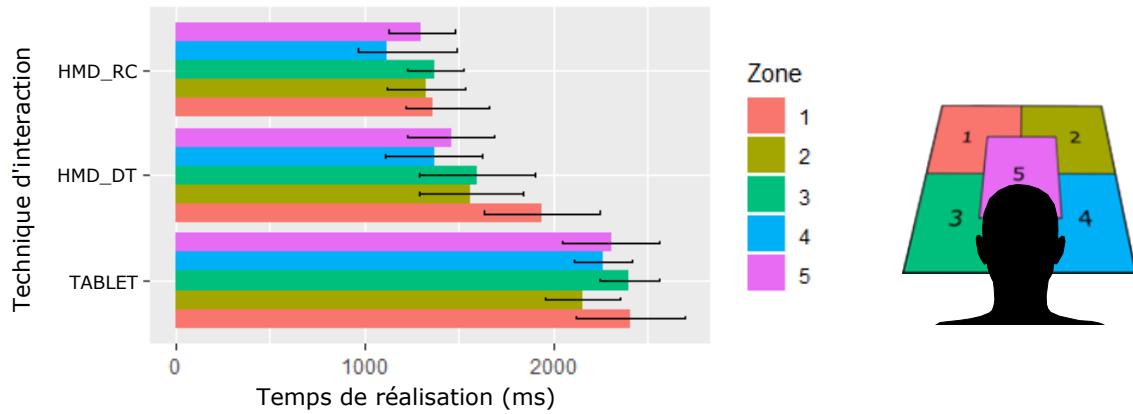 Technique d'interaction
HMD_RC
HMD_DT
TABLET
0 1000 2000
Temps de réalisation (ms)
Zone
1
2
3
4
5
1 2
5
3 4